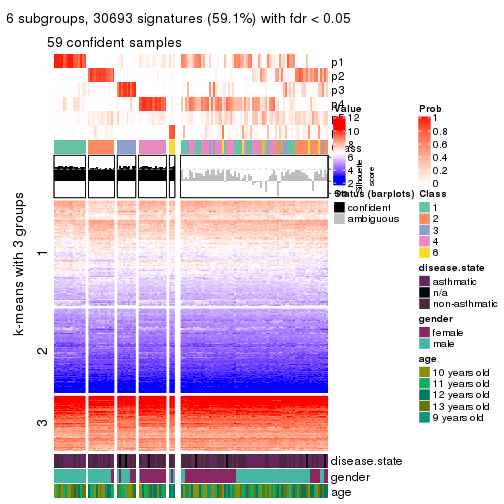 6 subgroups, 30693 signatures (59.1%) with fdr < 0.05
59 confident samples
p1
p2
p3
p4
k-means with 3 groups
1
2
3
Value
12
10
8
6
4
2
Prob
1
0.8
0.6
0.4
0.2
0
Silhouette
score
Status (barplots)
confident
ambiguous
Class
1
2
3
4
6
disease.state
asthmatic
n/a
non-asthmatic
gender
female
male
age
10 years old
11 years old
12 years old
13 years old
9 years old
disease.state
gender
age